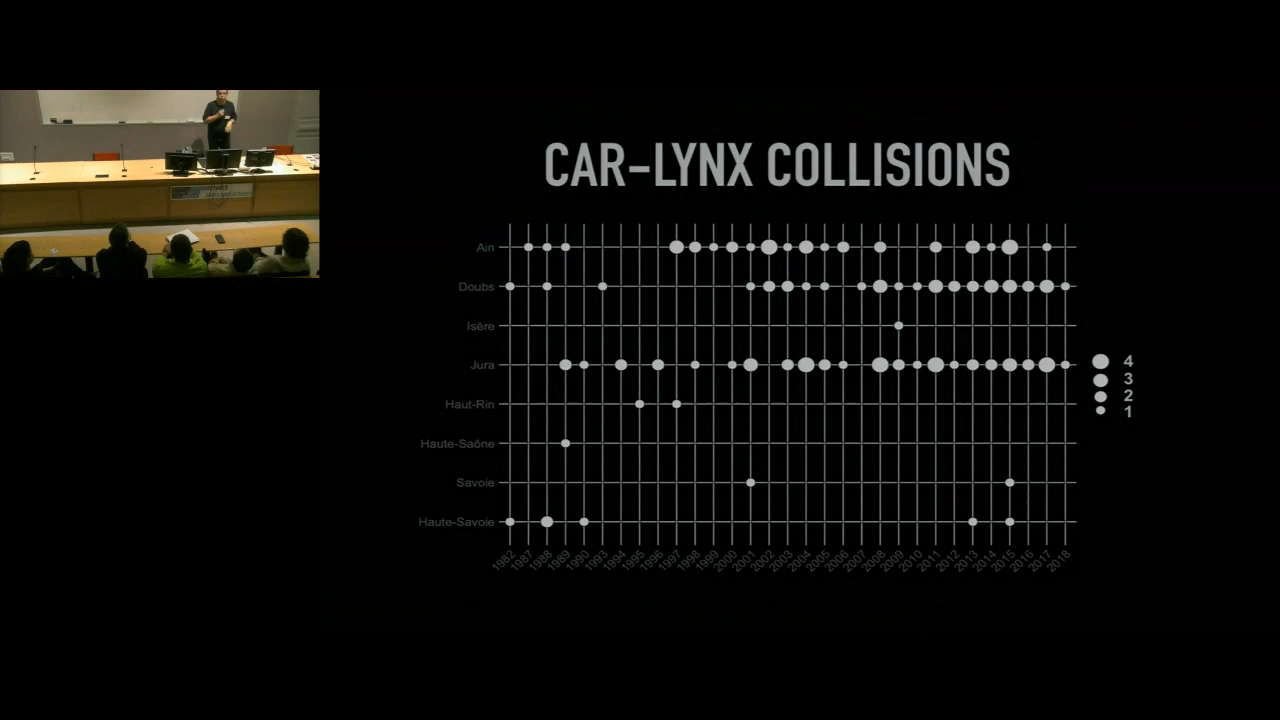 CAR-LYNX COLLISIONS
Ain
Doubs
Isère
Jura
Haut-Rin
Haute-Saône
Savoie
Haute-Savoie
4
3
2
1
1982 1987 1988 1989 1990 1993 1994 1995 1996 1997 1998 1999 2000 2001 2002 2003 2004 2005 2006 2007 2008 2009 2010 2011 2012 2013 2014 2015 2016 2017 2018